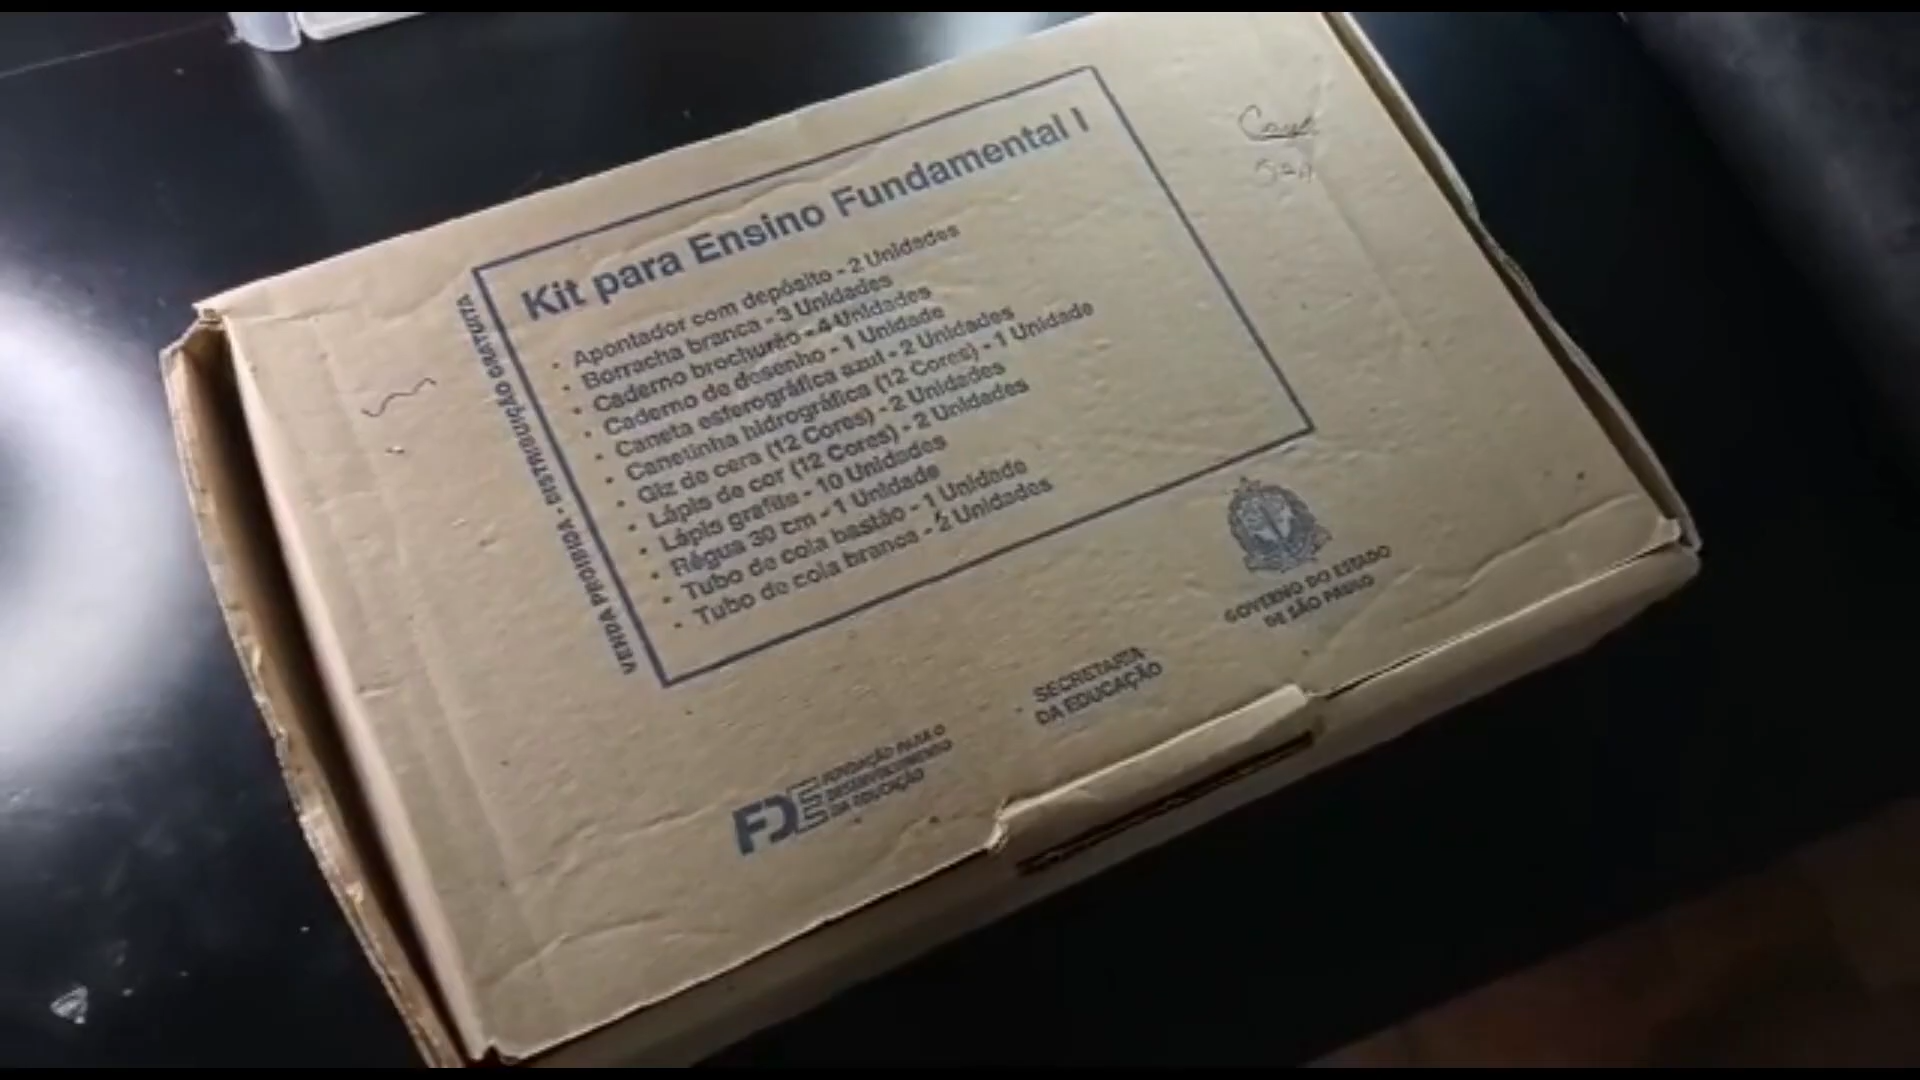 Kit para Ensino Fundamental I
• Apontador com depósito - 2 Unidades
• Borracha branca - 3 Unidades
• Caderno brochurão - 4 Unidades
• Caderno de desenho - 1 Unidade
• Caneta esferográfica azul - 2 Unidades
• Canetinha hidrográfica (12 Cores) - 1 Unidade
• Giz de cera (12 Cores) - 2 Unidades
• Lápis de cor (12 Cores) - 2 Unidades
• Lápis grafite - 10 Unidades
• Régua 30 cm - 1 Unidade
• Tubo de cola bastão - 1 Unidade
• Tubo de cola branca - 2 Unidades
VENDA PROIBIDA - DISTRIBUIÇÃO GRATUITA
GOVERNO DO ESTADO
DE SÃO PAULO
SECRETARIA
DA EDUCAÇÃO
FDE
FUNDAÇÃO PARA O
DESENVOLVIMENTO
DA EDUCAÇÃO